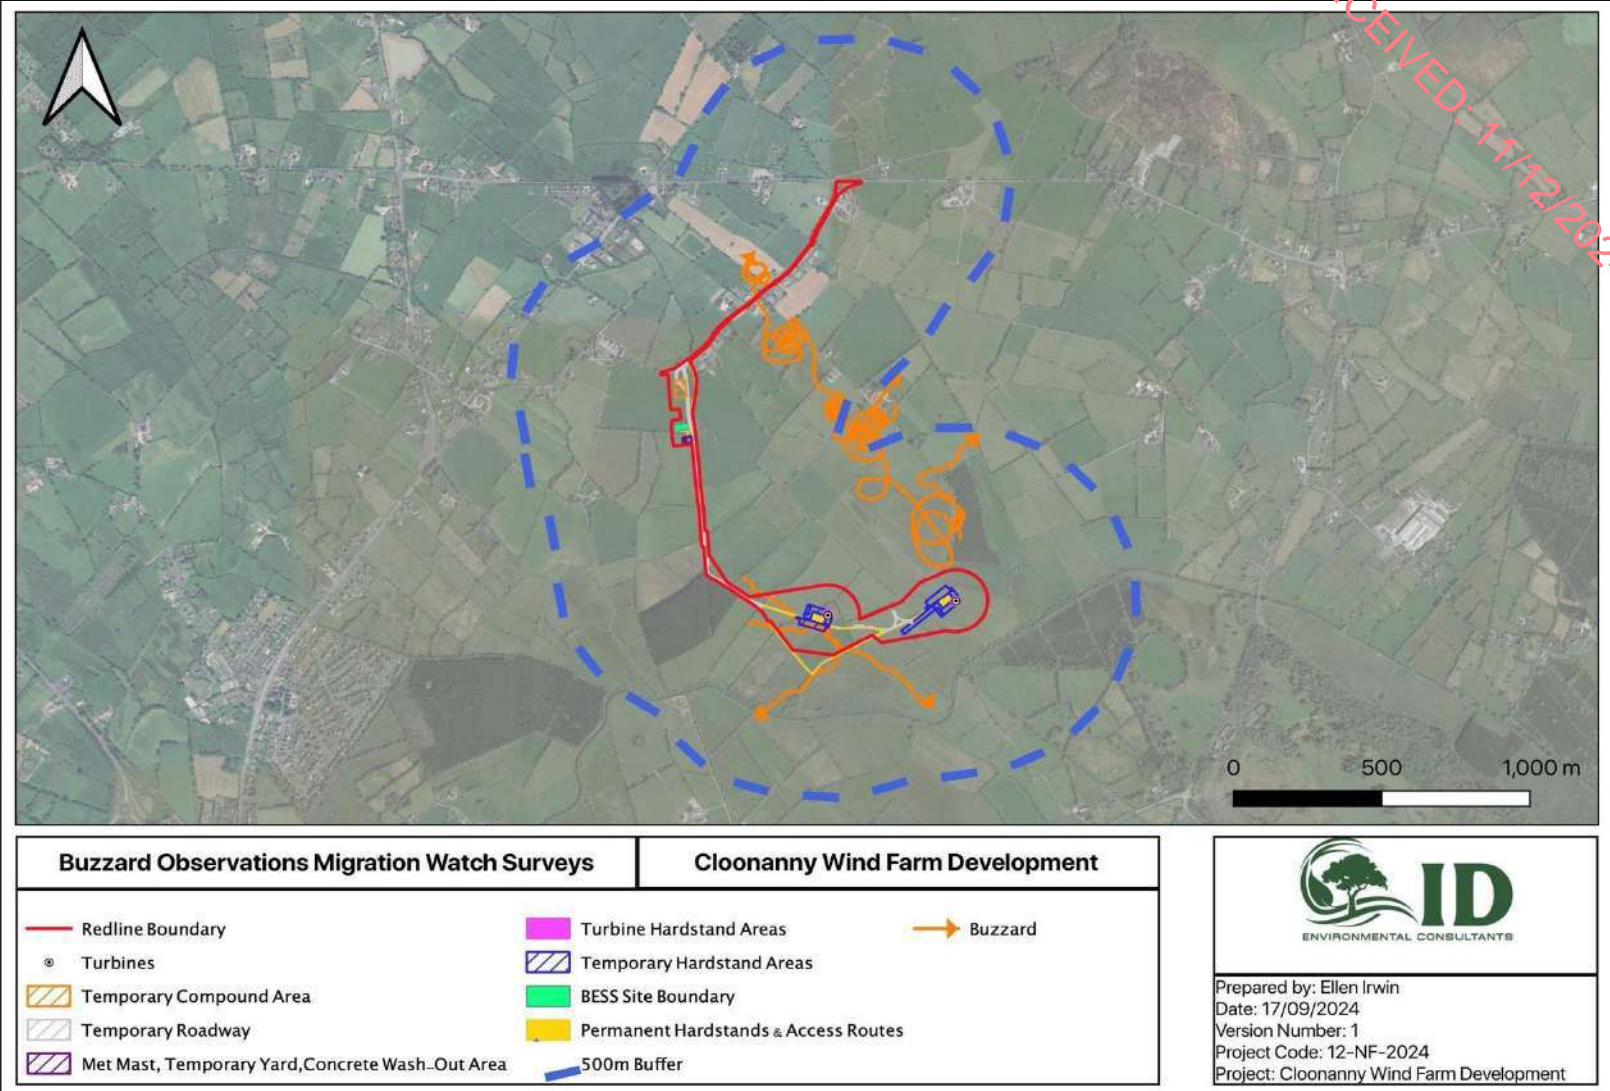 CEIVED: 11/12/202
0 500 1,000 m
Buzzard Observations Migration Watch Surveys
Cloonanny Wind Farm Development
Redline Boundary
Turbines
Temporary Compound Area
Temporary Roadway
Met Mast, Temporary Yard,Concrete Wash-Out Area
Turbine Hardstand Areas
Temporary Hardstand Areas
BESS Site Boundary
Permanent Hardstands & Access Routes
500m Buffer
Buzzard
ID
ENVIRONMENTAL CONSULTANTS
Prepared by: Ellen Irwin
Date: 17/09/2024
Version Number: 1
Project Code: 12-NF-2024
Project: Cloonanny Wind Farm Development